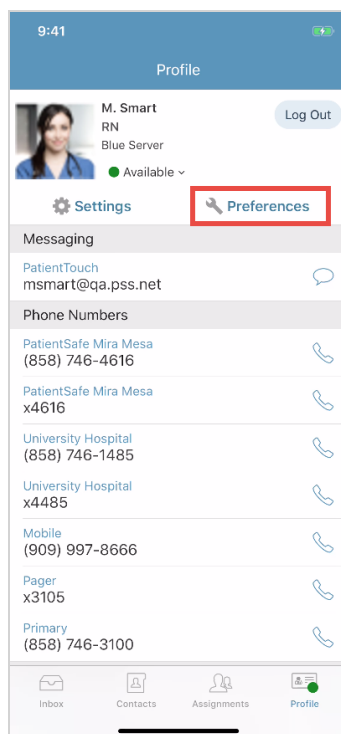 9:41
Profile
M. Smart
RN
Blue Server
Available
Log Out
Settings
Preferences
Messaging
PatientTouch
msmart@qa.pss.net
Phone Numbers
PatientSafe Mira Mesa
(858) 746-4616
PatientSafe Mira Mesa
x4616
University Hospital
(858) 746-1485
University Hospital
x4485
Mobile
(909) 997-8666
Pager
x3105
Primary
(858) 746-3100
Inbox
Contacts
Assignments
Profile